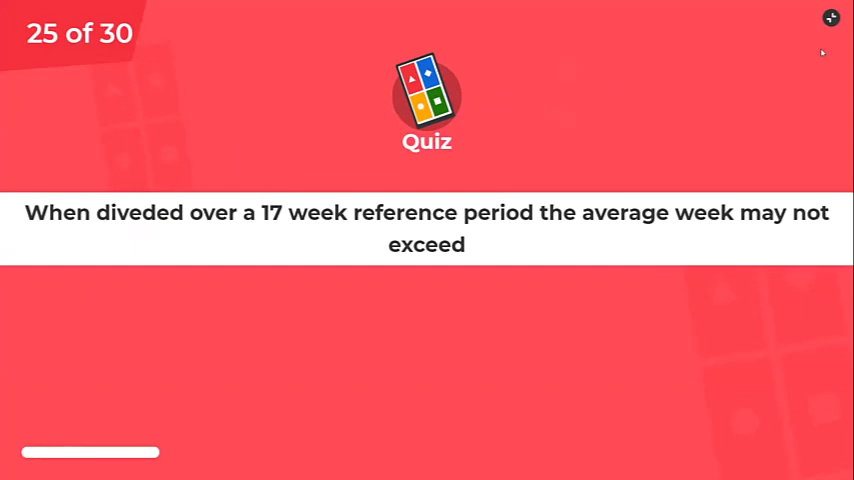 25 of 30
Quiz
When diveded over a 17 week reference period the average week may not
exceed